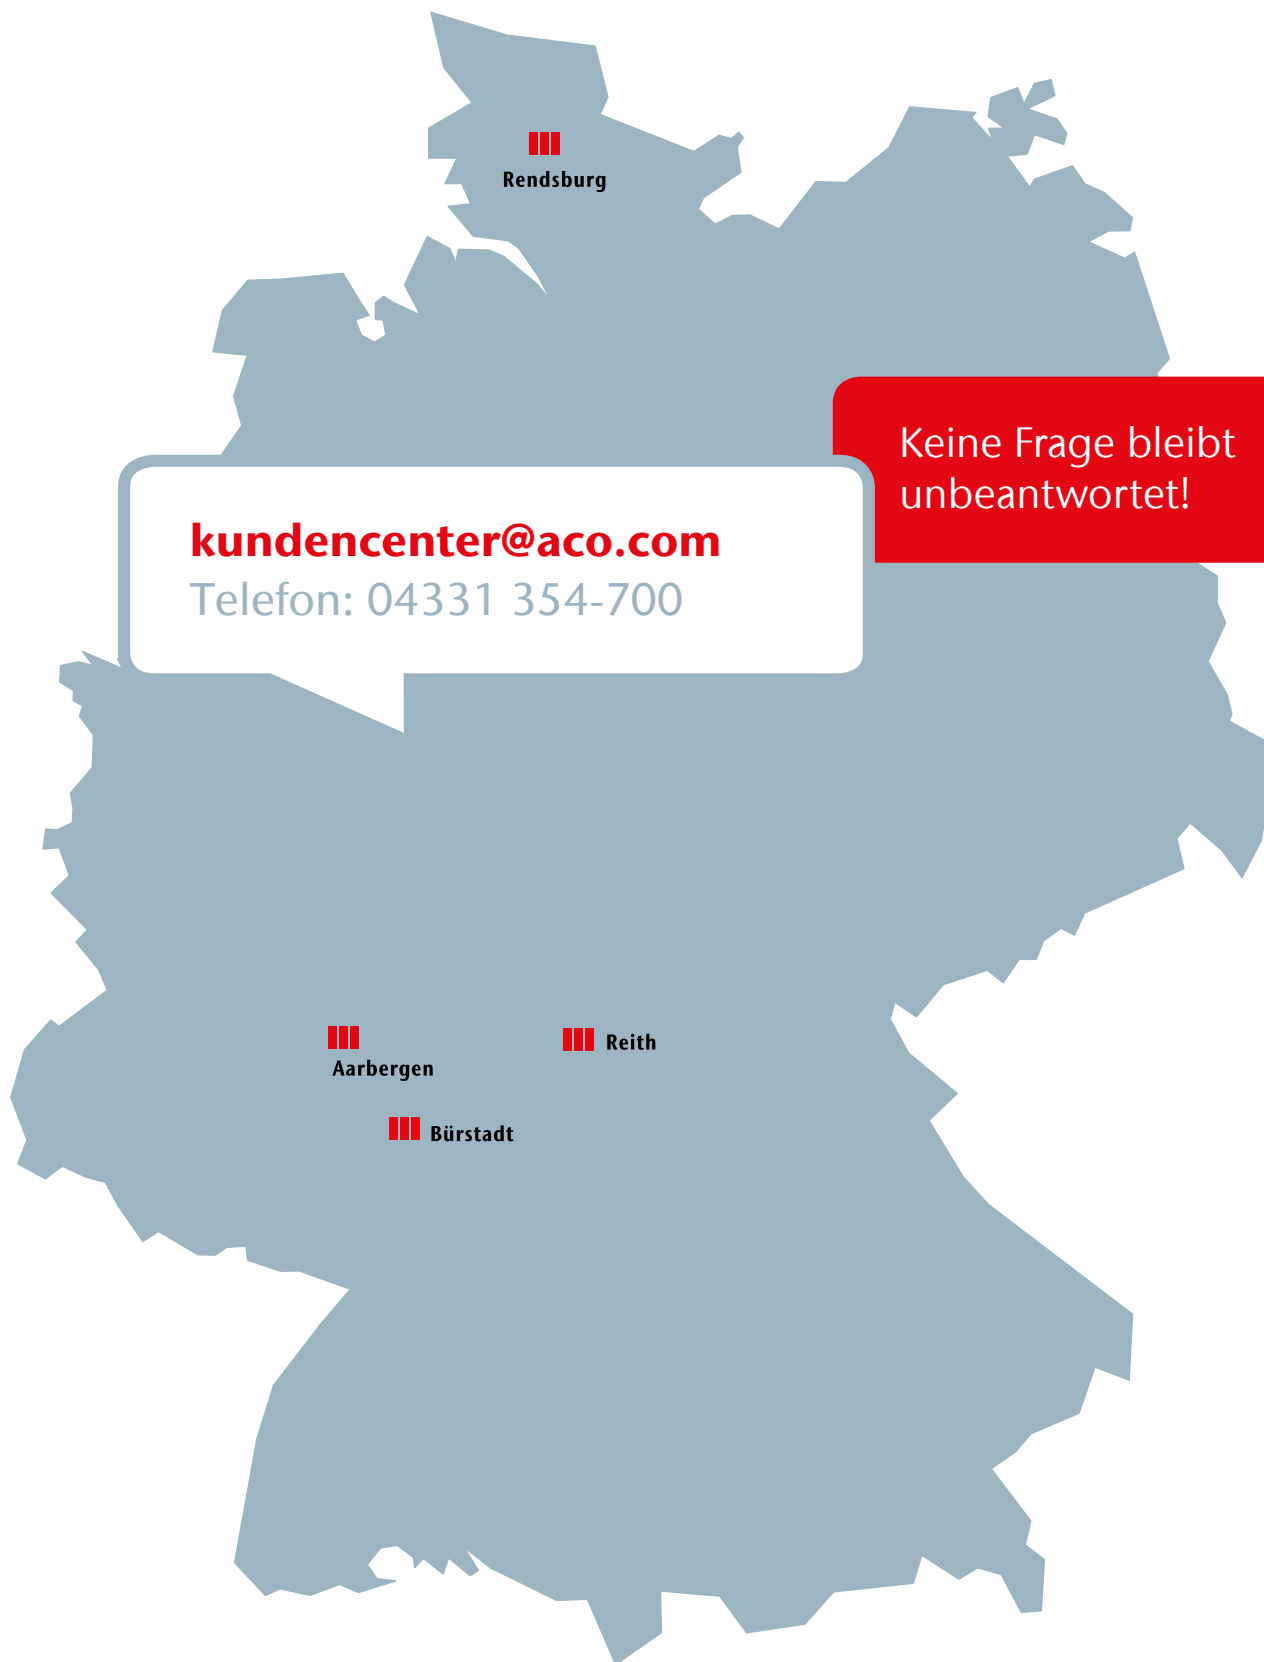 Rendsburg
Keine Frage bleibt
unbeantwortet!
kundencenter@aco.com
Telefon: 04331 354-700
Aarbergen
Reith
Bürstadt